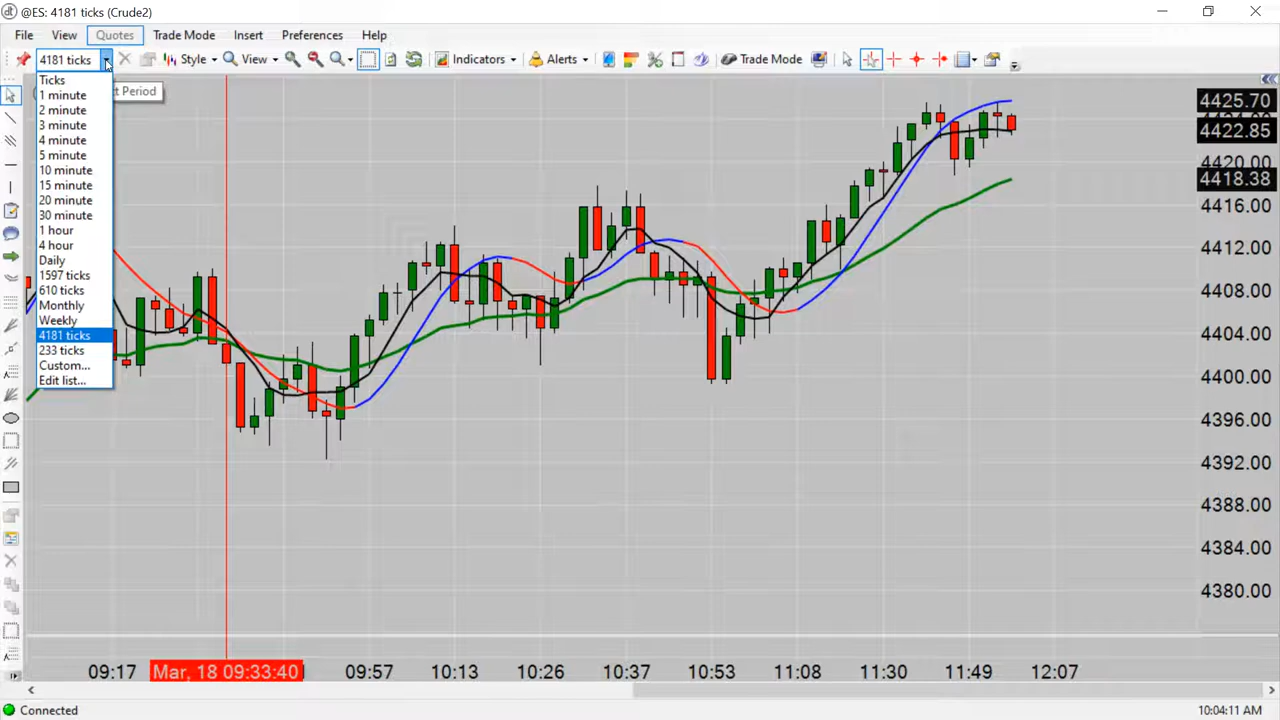 @ES: 4181 ticks (Crude2)
File View Quotes Trade Mode Insert Preferences Help
4181 ticks Style View Indicators Alerts Trade Mode
Ticks
t Period
1 minute
2 minute
3 minute
4 minute
5 minute
10 minute
15 minute
20 minute
30 minute
1 hour
4 hour
Daily
1597 ticks
610 ticks
Monthly
Weekly
4181 ticks
233 ticks
Custom...
Edit list...
4425.70
4422.85
4420.00
4418.38
4416.00
4412.00
4408.00
4404.00
4400.00
4396.00
4392.00
4388.00
4384.00
4380.00
09:17 Mar, 18 09:33:40 09:57 10:13 10:26 10:37 10:53 11:08 11:30 11:49 12:07
Connected 10:04:11 AM